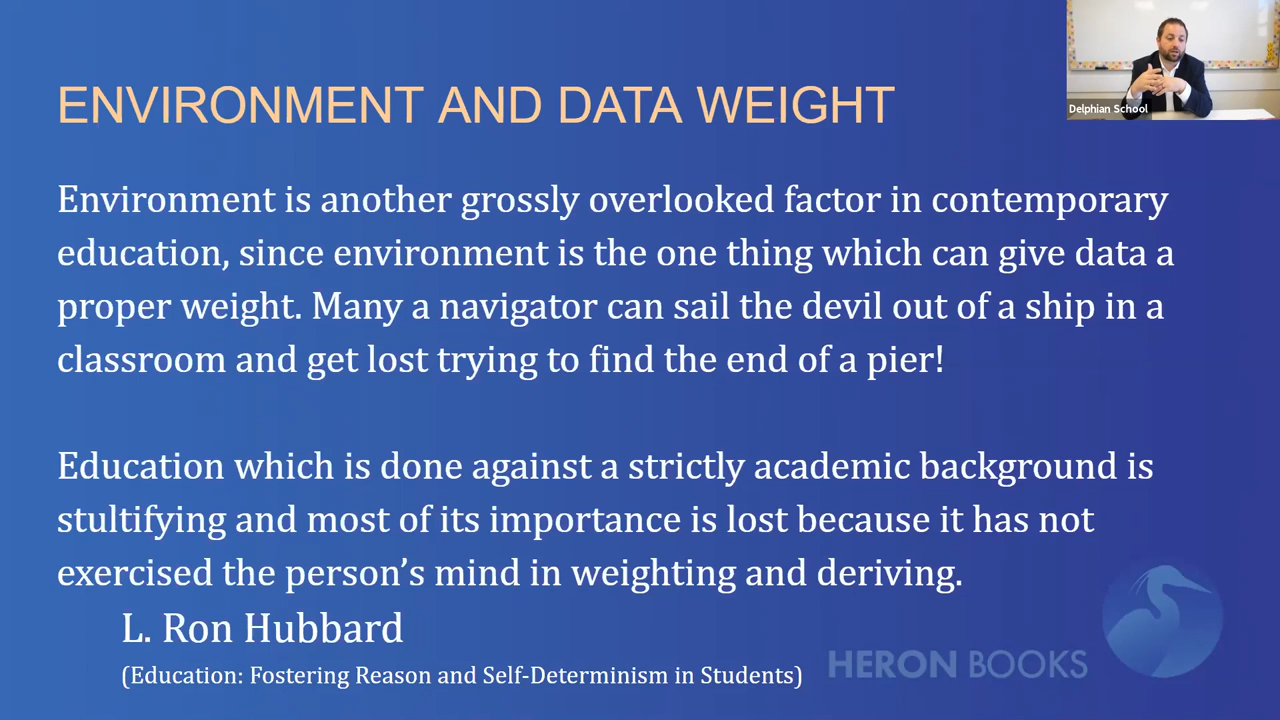 Delphian School
ENVIRONMENT AND DATA WEIGHT
Environment is another grossly overlooked factor in contemporary
education, since environment is the one thing which can give data a
proper weight. Many a navigator can sail the devil out of a ship in a
classroom and get lost trying to find the end of a pier!
Education which is done against a strictly academic background is
stultifying and most of its importance is lost because it has not
exercised the person’s mind in weighting and deriving.
L. Ron Hubbard
(Education: Fostering Reason and Self-Determinism in Students)
HERON BOOKS